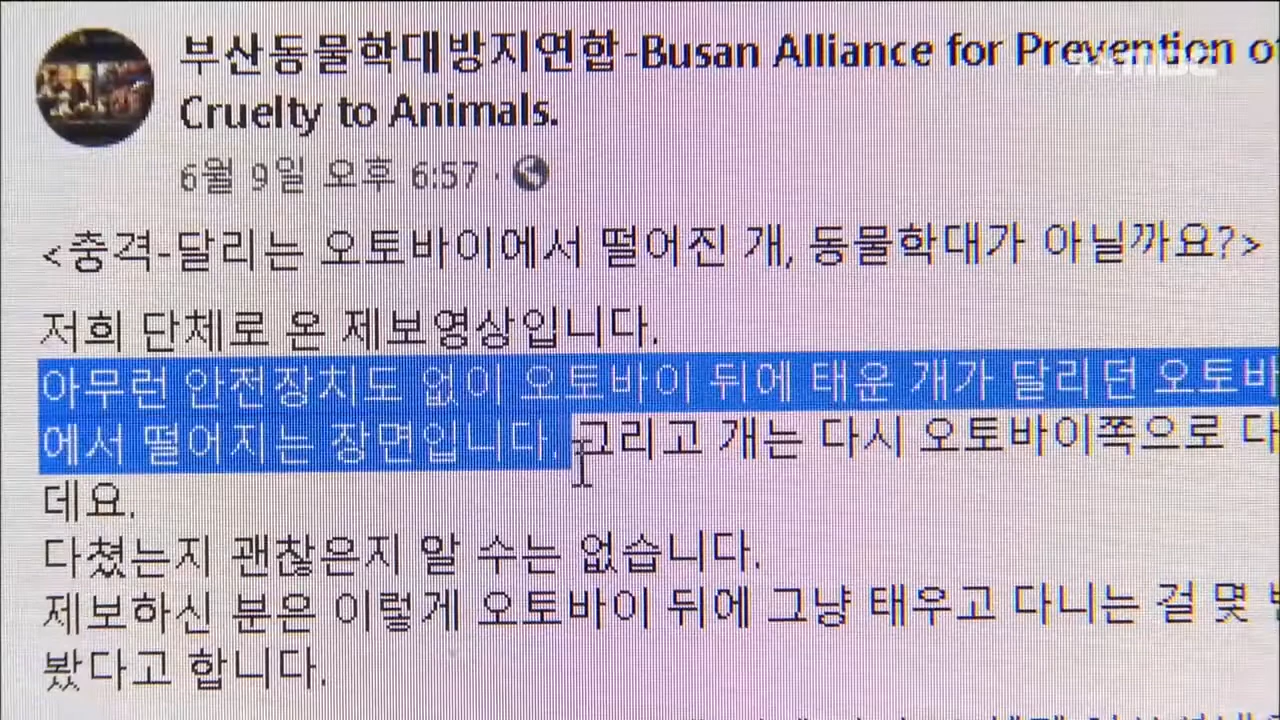 부산동물학대방지연합-Busan Alliance for Prevention o
Cruelty to Animals.
6월 9일 오후 6:57 ·
<충격-달리는 오토바이에서 떨어진 개, 동물학대가 아닐까요?>
저희 단체로 온 제보영상입니다.
아무런 안전장치도 없이 오토바이 뒤에 태운 개가 달리던 오토바
에서 떨어지는 장면입니다. 그리고 개는 다시 오토바이쪽으로 다
데요.
다쳤는지 괜찮은지 알 수는 없습니다.
제보하신 분은 이렇게 오토바이 뒤에 그냥 태우고 다니는 걸 몇
봤다고 합니다.